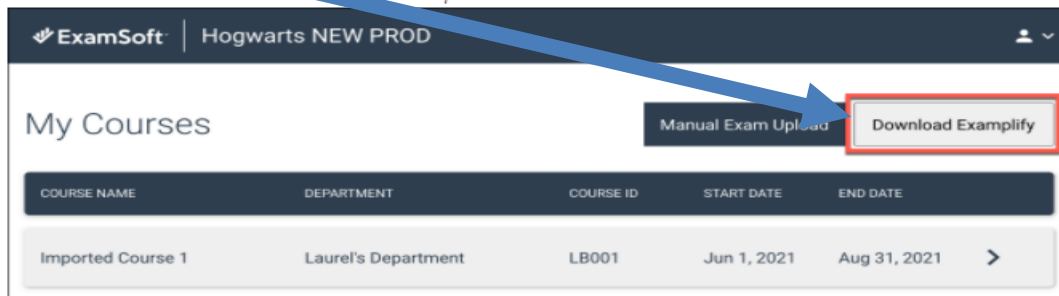 ExamSoft Hogwarts NEW PROD
My Courses
Manual Exam Upload Download Examplify
COURSE NAME DEPARTMENT COURSE ID START DATE END DATE
Imported Course 1 Laurel's Department LB001 Jun 1, 2021 Aug 31, 2021